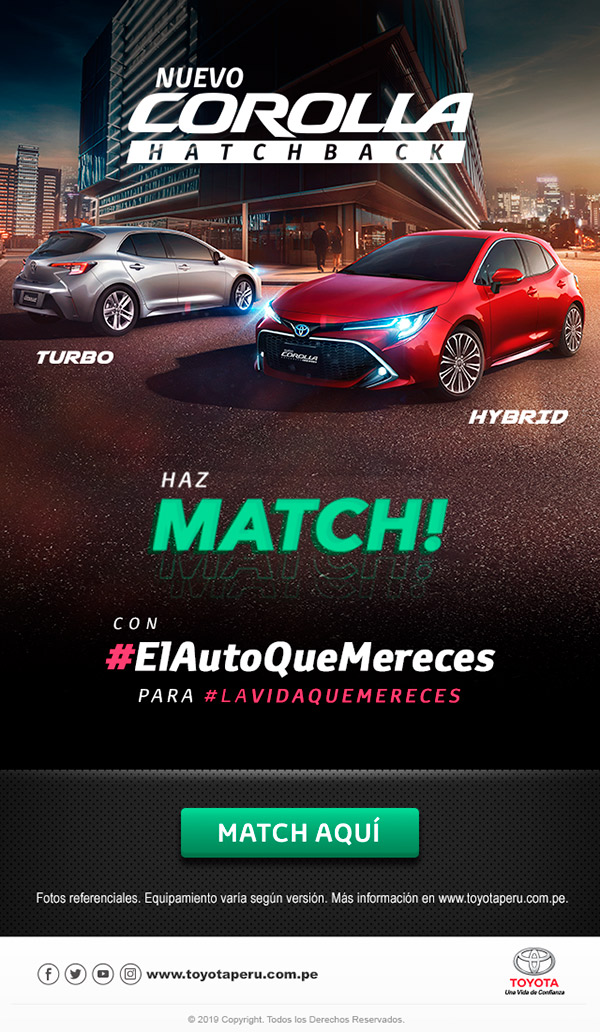 NUEVO
COROLLA
HATCHBACK
TURBO
COROLLA
HYBRID
HAZ
MATCH!
CON
#ElAutoQueMereces
PARA #LAVIDAQUEMERECES
MATCH AQUÍ
Fotos referenciales. Equipamiento varía según versión. Más información en www.toyotaperu.com.pe.
www.toyotaperu.com.pe
TOYOTA
Una Vida de Confianza
© 2019 Copyright. Todos los Derechos Reservados.